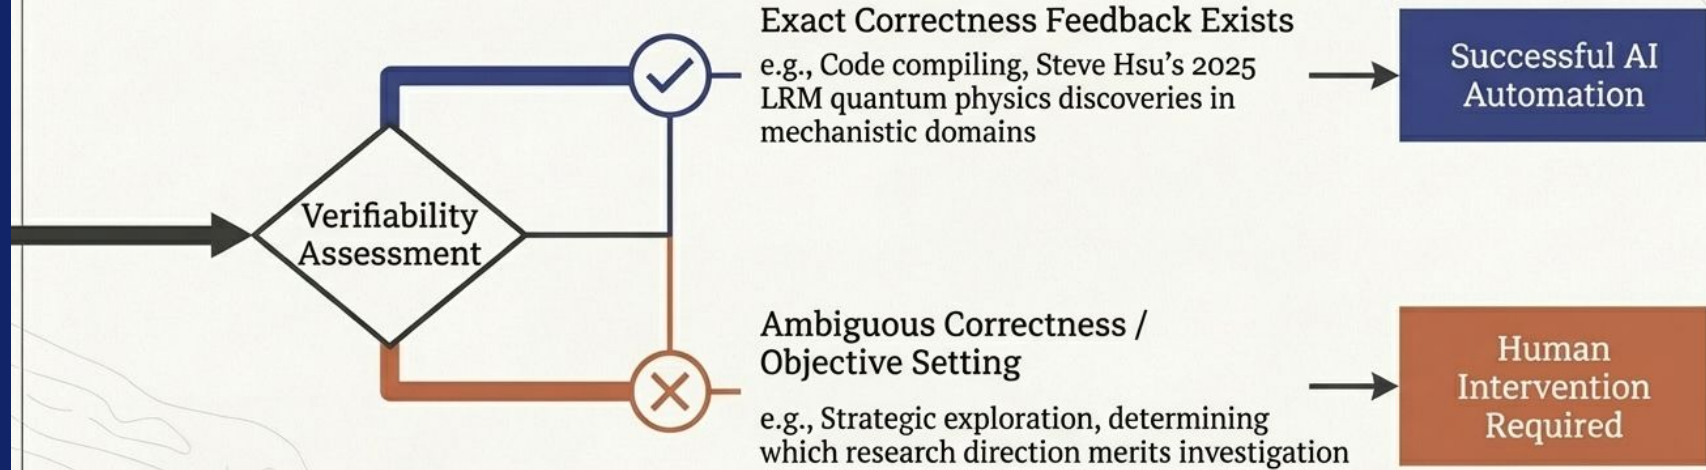 Verifiability
Assessment
Exact Correctness Feedback Exists
e.g., Code compiling, Steve Hsu’s 2025
LRM quantum physics discoveries in
mechanistic domains
Successful AI
Automation
Ambiguous Correctness /
Objective Setting
e.g., Strategic exploration, determining
which research direction merits investigation
Human
Intervention
Required